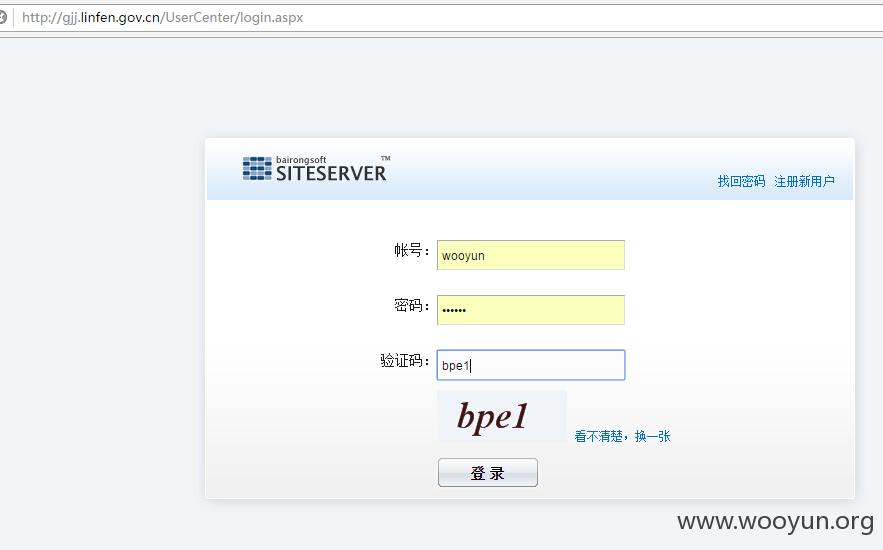 http://gjj.linfen.gov.cn/UserCenter/login.aspx
bairongsoft
SITESERVER™
找回密码 注册新用户
帐号： wooyun
密码： ••••••
验证码： bpe1
bpe1
看不清楚，换一张
登 录
www.wooyun.org